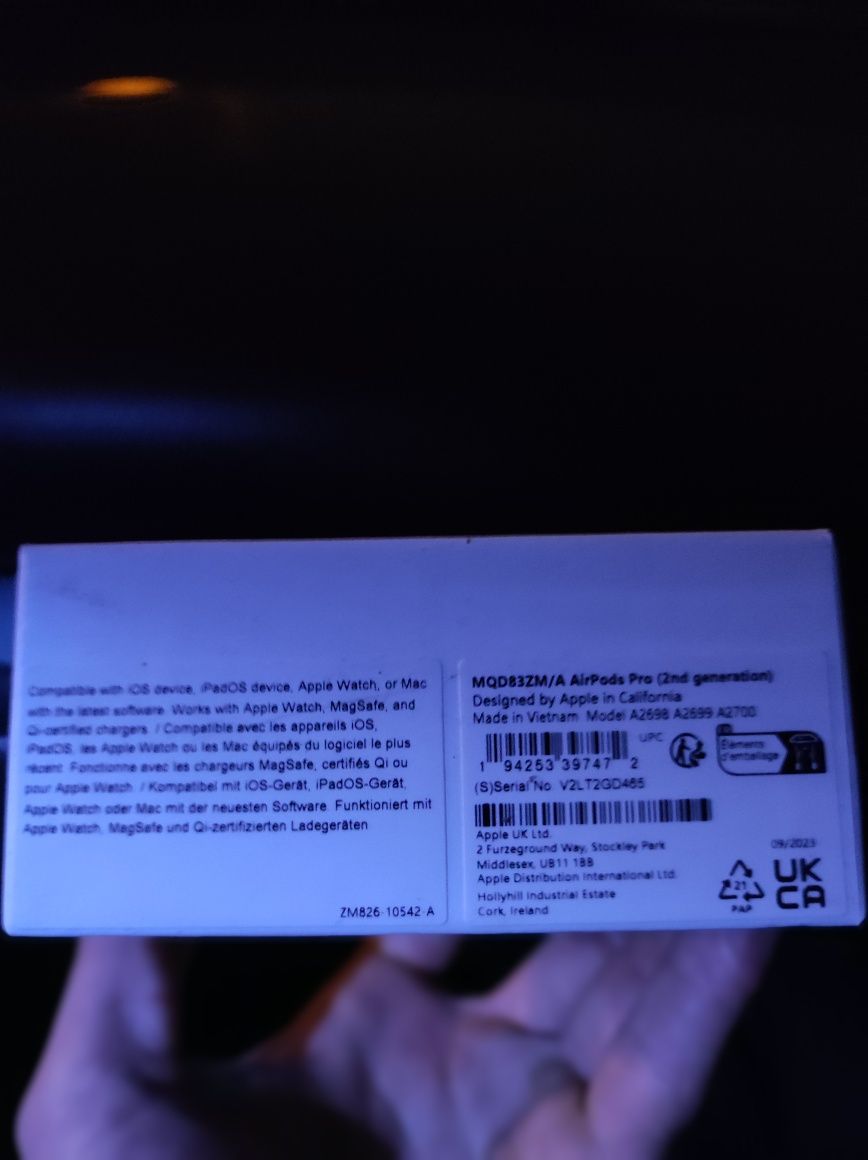 Compatible with iOS device, iPadOS device, Apple Watch, or Mac
with the latest software. Works with Apple Watch, MagSafe, and
Qi-certified chargers. / Compatible avec les appareils iOS,
iPadOS, les Apple Watch ou les Mac équipés du logiciel le plus
récent. Fonctionne avec les chargeurs MagSafe, certifiés Qi ou
pour Apple Watch. / Kompatibel mit iOS-Gerät, iPadOS-Gerät,
Apple Watch oder Mac mit der neuesten Software. Funktioniert mit
Apple Watch, MagSafe und Qi-zertifizierten Ladegeräten
ZM826-10542-A
MQD83ZM/A AirPods Pro (2nd generation)
Designed by Apple in California
Made in Vietnam Model A2698 A2699 A2700
UPC
1 94253 39747 2
Éléments
d'emballage
(S)Serial No. V2LT2GD465
Apple UK Ltd.
2 Furzeground Way, Stockley Park
Middlesex, UB11 1BB
Apple Distribution International Ltd.
Hollyhill Industrial Estate
Cork, Ireland
21
PAP
09/2023
UK
CA